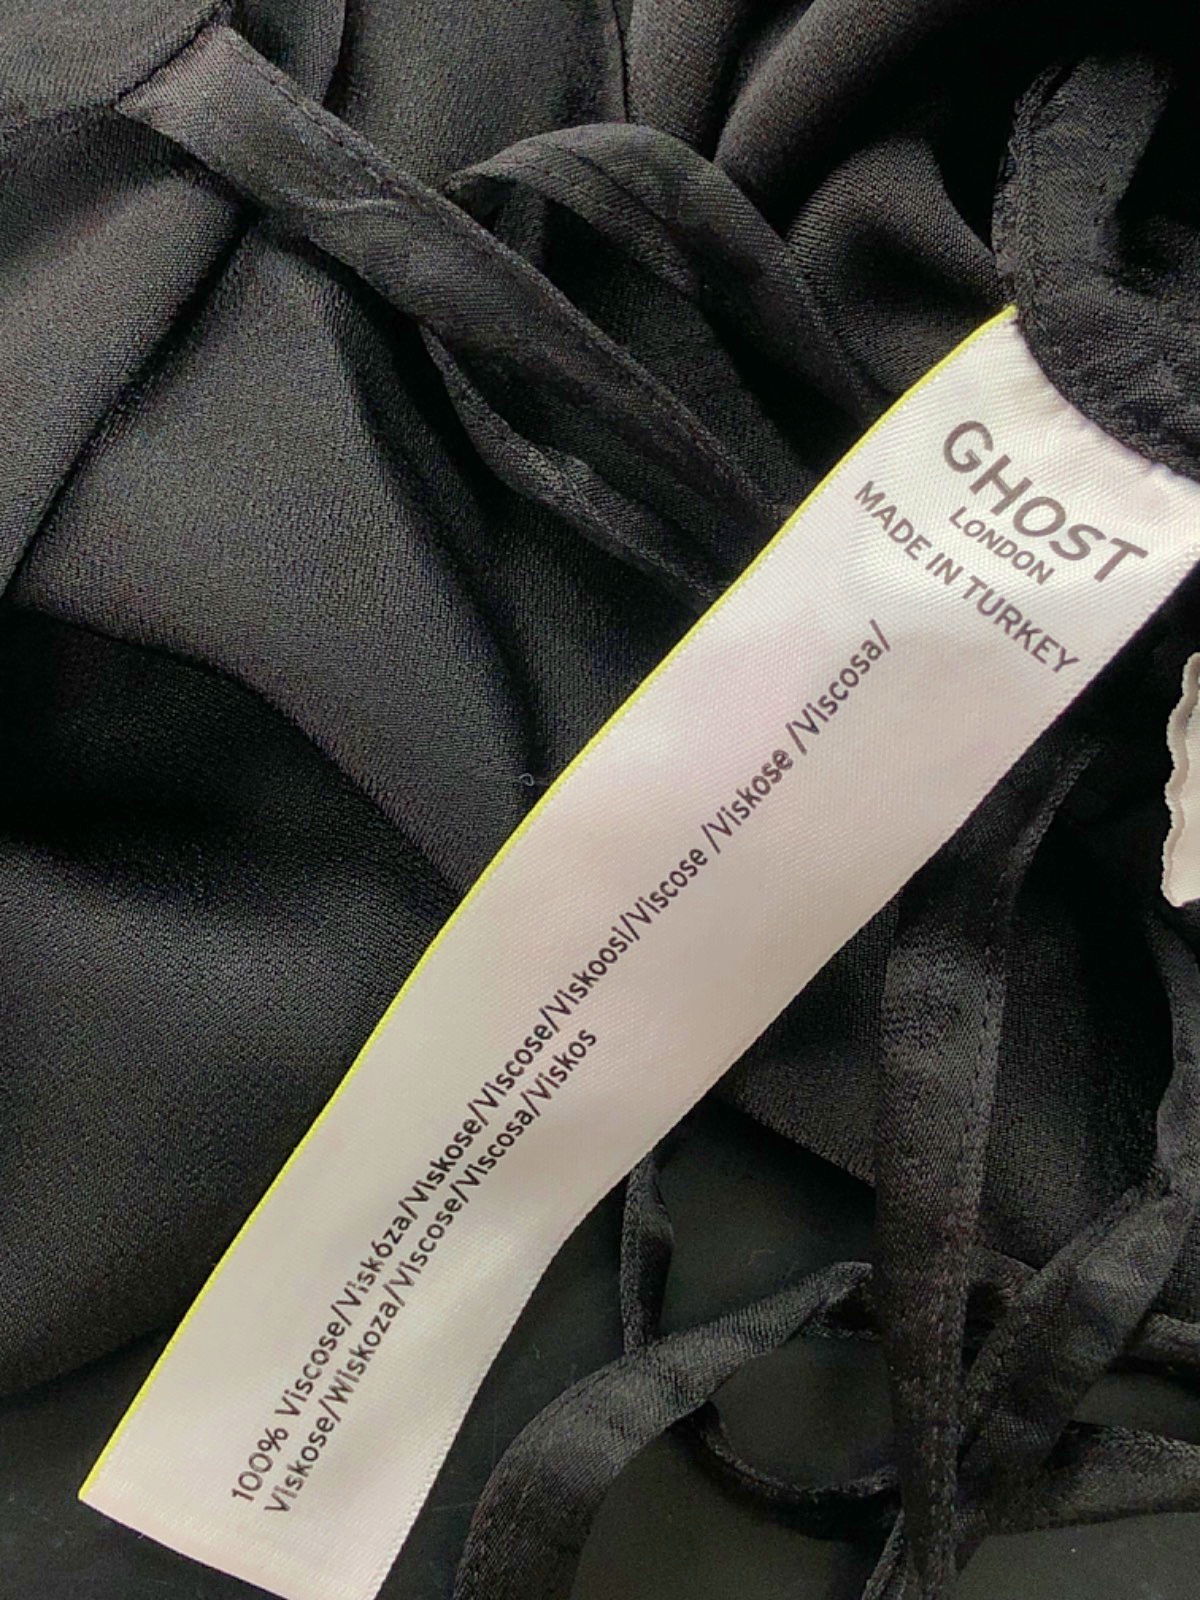 GHOST
LONDON
MADE IN TURKEY
100% Viscose/Viskóza/Viskose/Viscose/Viskoosi/Viscose /Viskose /Viscosa/
Viskose/Wiskoza/Viscose/Viscosa/Viskos